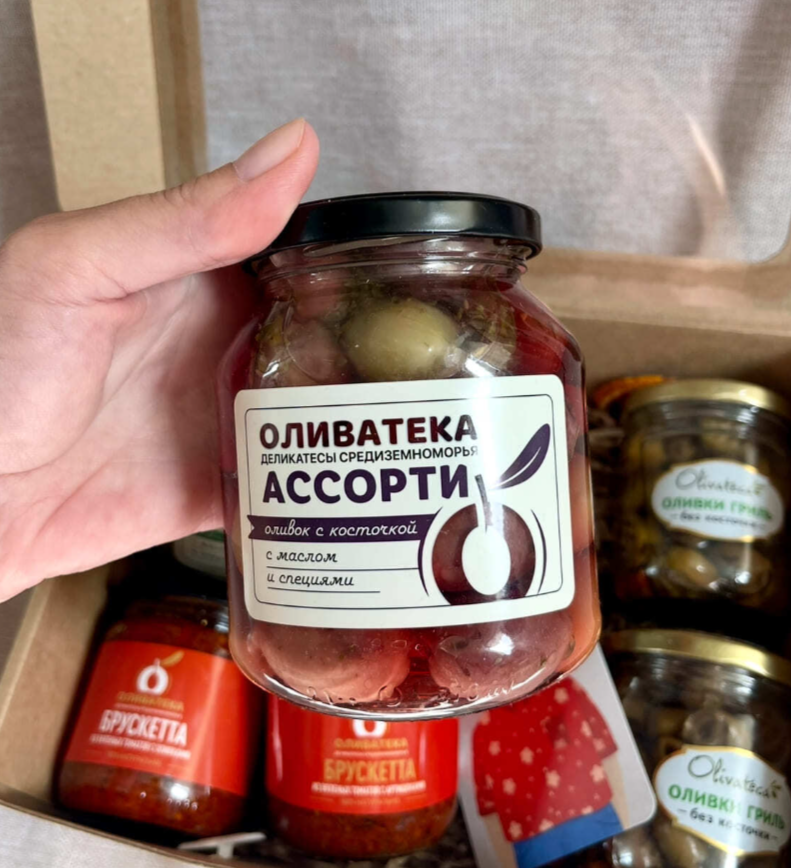 ОЛИВАТЕКА
ДЕЛИКАТЕСЫ СРЕДИЗЕМНОМОРЬЯ
АССОРТИ
оливок с косточкой
с маслом
и специями
Olivateca
ОЛИВКИ ГРИЛЬ
– без косточки –
ОЛИВАТЕКА
БРУСКЕТТА
ОЛИВАТЕКА
БРУСКЕТТА
Olivateca
ОЛИВКИ ГРИЛЬ
– без косточки –